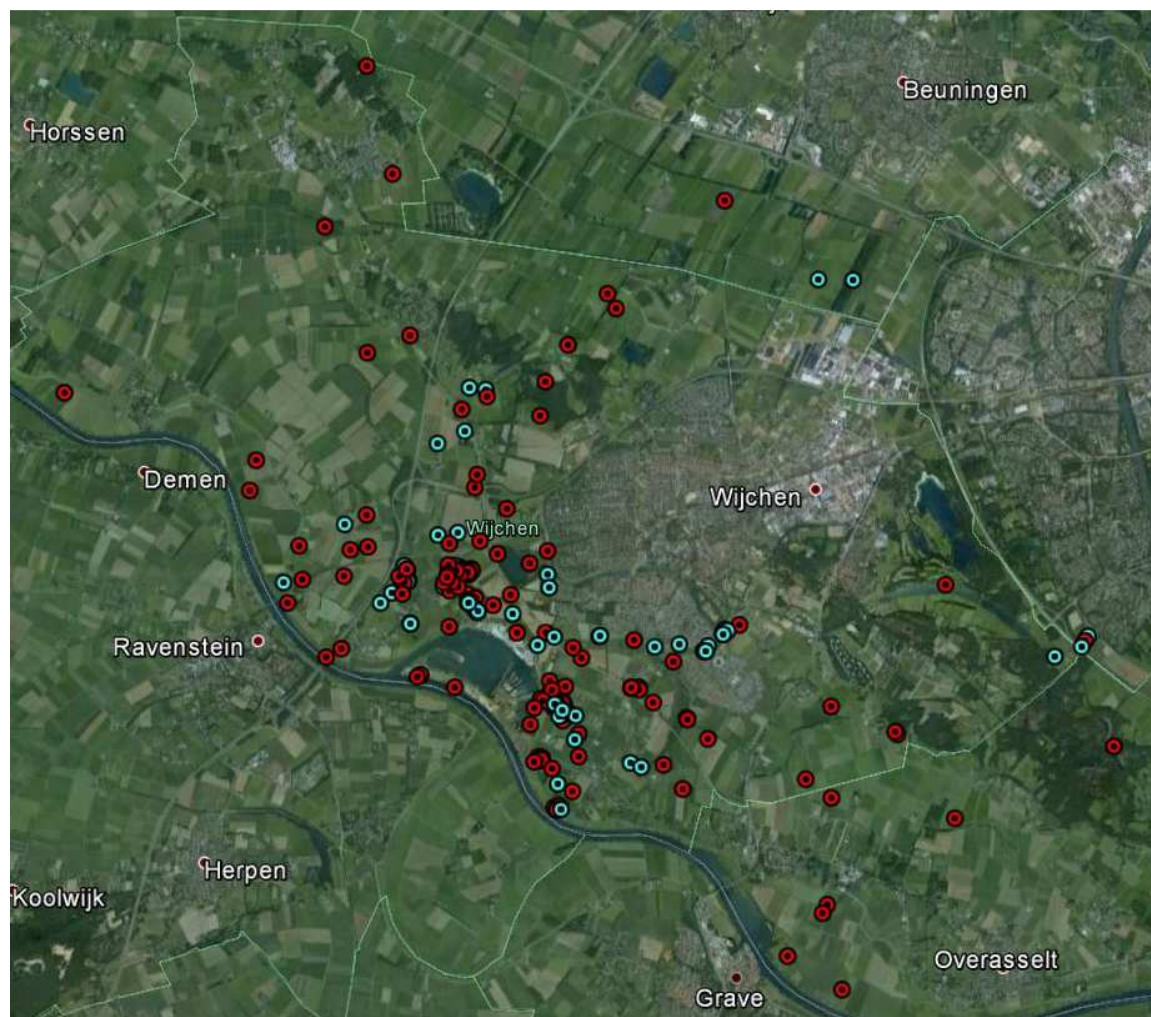 Beuningen
Horssen
Demen
Wijchen
Wijchen
Ravenstein
Herpen
Koolwijk
Overasselt
Grave